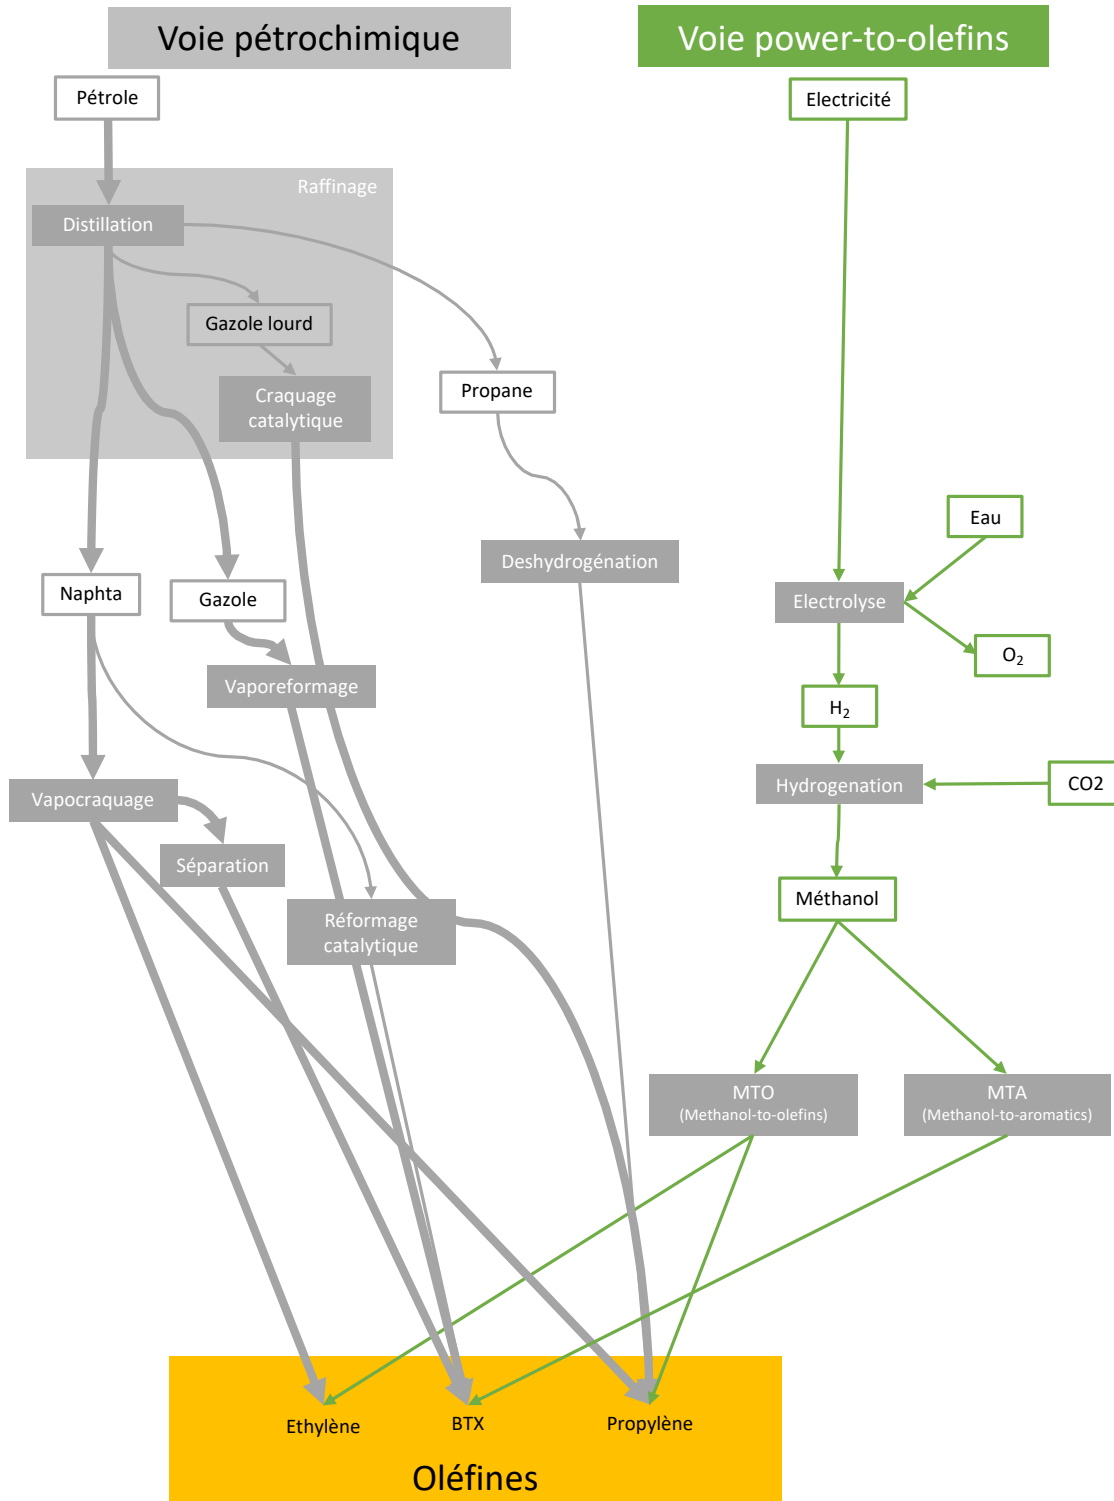 Voie pétrochimique
Voie power-to-olefins
Pétrole
Electricité
Raffinage
Distillation
Gazole lourd
Craquage
catalytique
Propane
Eau
Deshydrogénation
Naphta
Gazole
Electrolyse
O₂
Vaporeformage
H₂
Vapocraquage
Hydrogenation
CO2
Séparation
Réformage
catalytique
Méthanol
MTO
(Methanol-to-olefins)
MTA
(Methanol-to-aromatics)
Ethylène
BTX
Propylène
Oléfines